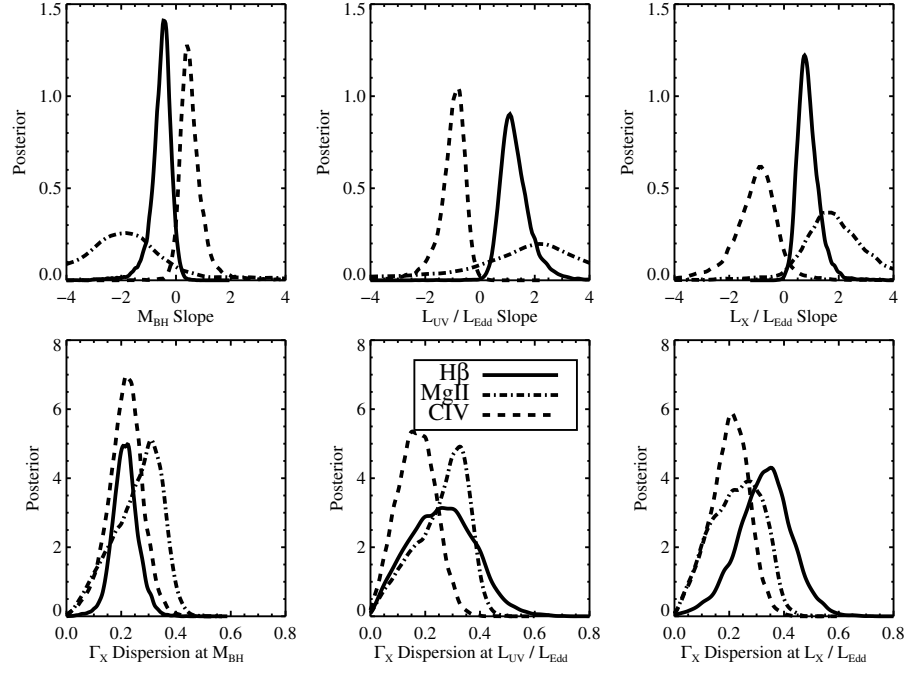 1.5 1.5 1.5
1.0 1.0 1.0
Posterior Posterior Posterior
0.5 0.5 0.5
0.0 0.0 0.0
−4 −2 0 2 4 −4 −2 0 2 4 −4 −2 0 2 4
M_BH Slope L_UV / L_Edd Slope L_X / L_Edd Slope
8 8 8
Hβ
MgII
CIV
6 6 6
Posterior Posterior Posterior
4 4 4
2 2 2
0 0 0
0.0 0.2 0.4 0.6 0.8 0.0 0.2 0.4 0.6 0.8 0.0 0.2 0.4 0.6 0.8
Γ_X Dispersion at M_BH Γ_X Dispersion at L_UV / L_Edd Γ_X Dispersion at L_X / L_Edd